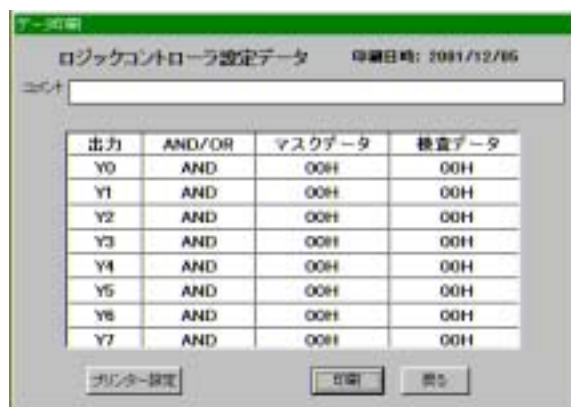 データ印刷
ロジックコントローラ設定データ 印刷日時: 2001/12/05
コメント
出力 AND/OR マスクデータ 検査データ
Y0 AND 00H 00H
Y1 AND 00H 00H
Y2 AND 00H 00H
Y3 AND 00H 00H
Y4 AND 00H 00H
Y5 AND 00H 00H
Y6 AND 00H 00H
Y7 AND 00H 00H
プリンター設定 印刷 戻る